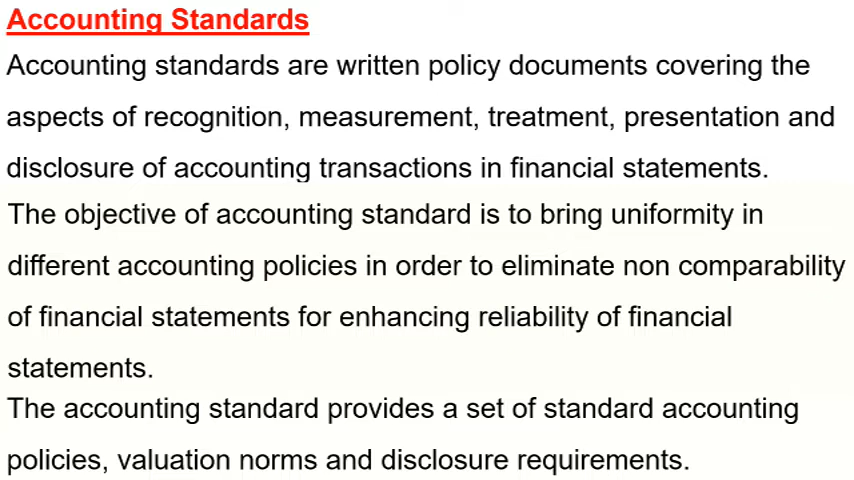 Accounting Standards
Accounting standards are written policy documents covering the
aspects of recognition, measurement, treatment, presentation and
disclosure of accounting transactions in financial statements.
The objective of accounting standard is to bring uniformity in
different accounting policies in order to eliminate non comparability
of financial statements for enhancing reliability of financial
statements.
The accounting standard provides a set of standard accounting
policies, valuation norms and disclosure requirements.